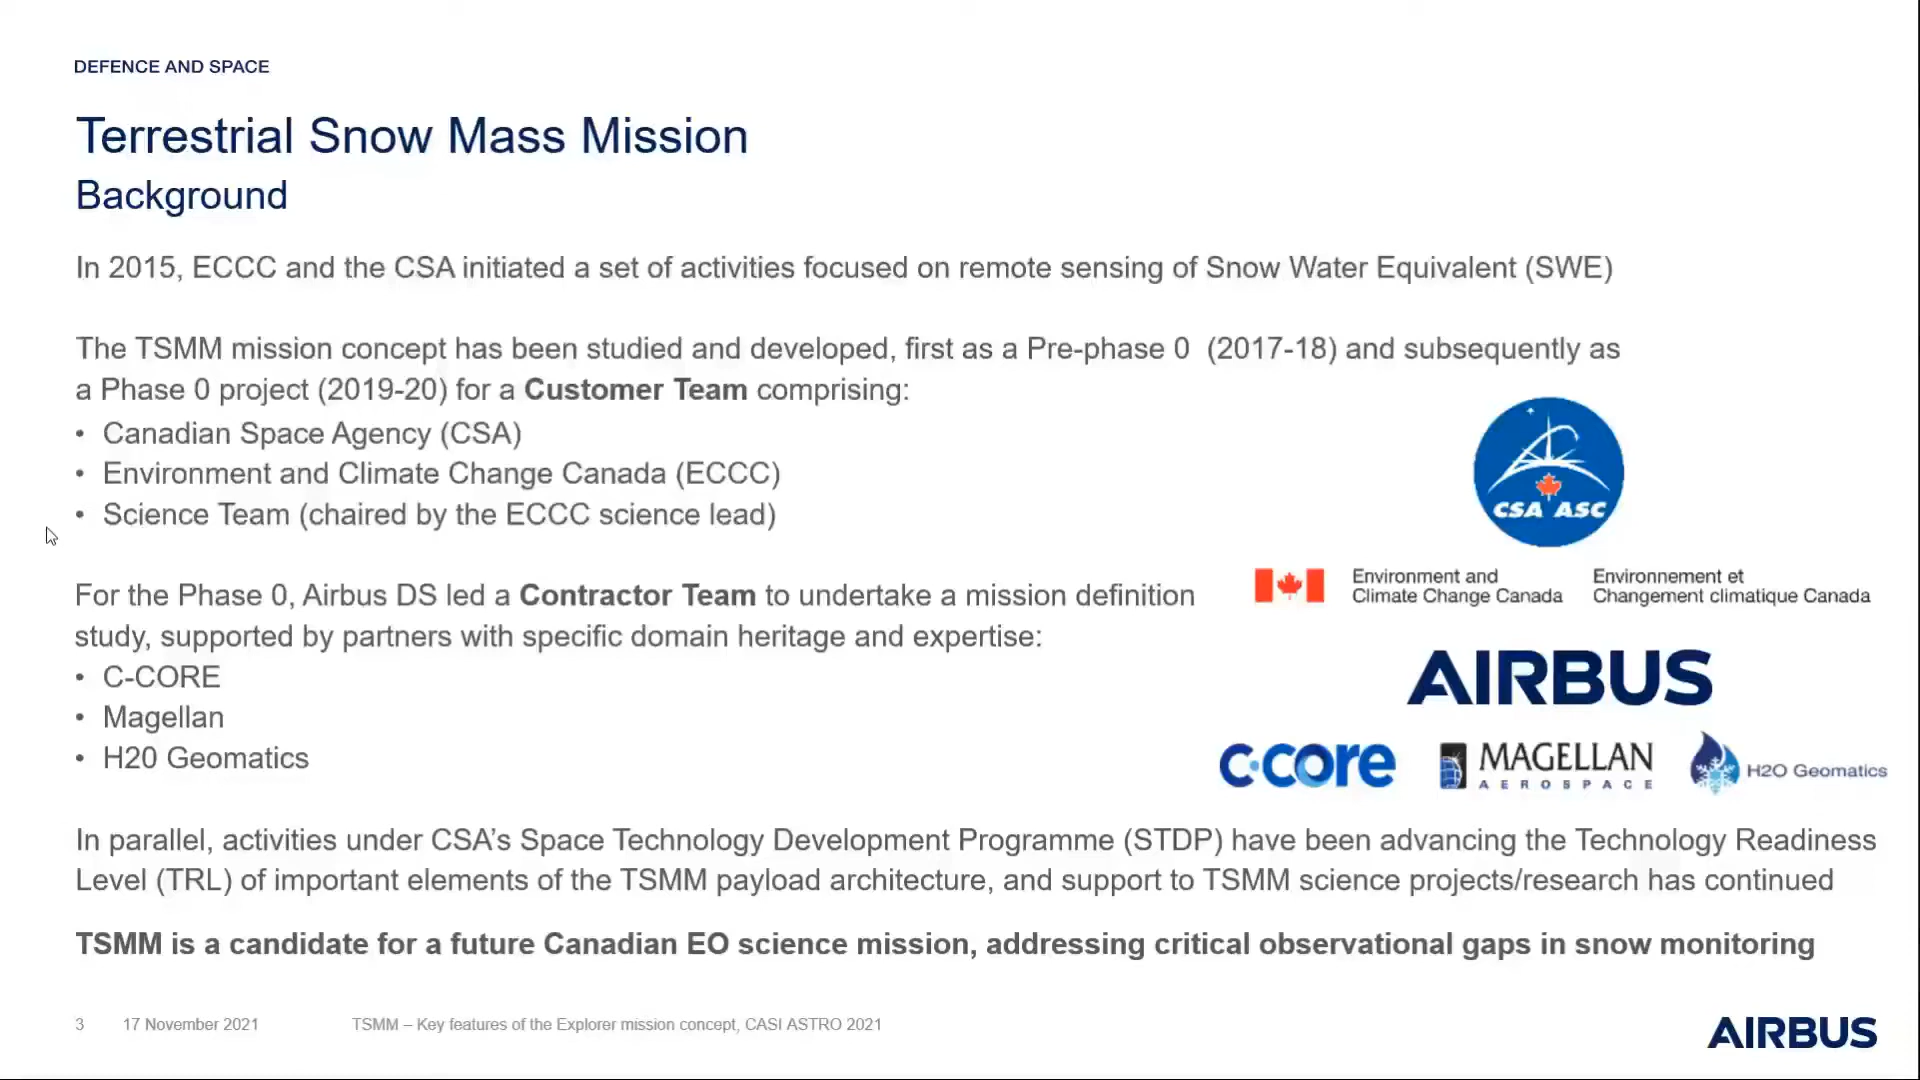 DEFENCE AND SPACE
Terrestrial Snow Mass Mission
Background
In 2015, ECCC and the CSA initiated a set of activities focused on remote sensing of Snow Water Equivalent (SWE)
The TSMM mission concept has been studied and developed, first as a Pre-phase 0 (2017-18) and subsequently as
a Phase 0 project (2019-20) for a Customer Team comprising:
• Canadian Space Agency (CSA)
• Environment and Climate Change Canada (ECCC)
• Science Team (chaired by the ECCC science lead)
CSA ASC
For the Phase 0, Airbus DS led a Contractor Team to undertake a mission definition
study, supported by partners with specific domain heritage and expertise:
• C-CORE
• Magellan
• H20 Geomatics
Environment and
Climate Change Canada
Environnement et
Changement climatique Canada
AIRBUS
c·core
MAGELLAN
AEROSPACE
H2O Geomatics
In parallel, activities under CSA’s Space Technology Development Programme (STDP) have been advancing the Technology Readiness
Level (TRL) of important elements of the TSMM payload architecture, and support to TSMM science projects/research has continued
TSMM is a candidate for a future Canadian EO science mission, addressing critical observational gaps in snow monitoring
3 17 November 2021 TSMM – Key features of the Explorer mission concept, CASI ASTRO 2021
AIRBUS